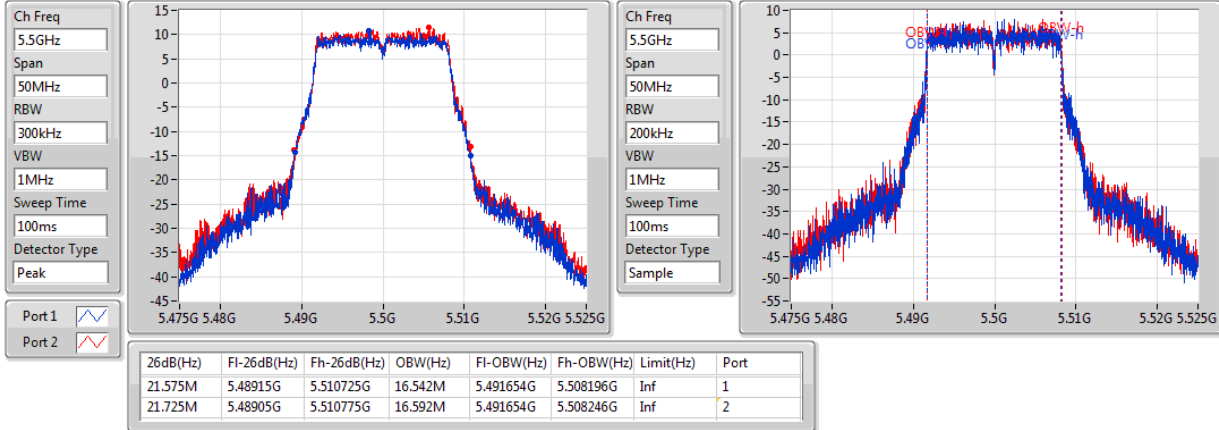 Ch Freq
5.5GHz
Span
50MHz
RBW
300kHz
VBW
1MHz
Sweep Time
100ms
Detector Type
Peak
Port 1
Port 2
15
10
5
0
-5
-10
-15
-20
-25
-30
-35
-40
-45
5.475G 5.48G 5.49G 5.5G 5.51G 5.52G 5.525G
Ch Freq
5.5GHz
Span
50MHz
RBW
200kHz
VBW
1MHz
Sweep Time
100ms
Detector Type
Sample
10
5
0
-5
-10
-15
-20
-25
-30
-35
-40
-45
-50
-55
5.475G 5.48G 5.49G 5.5G 5.51G 5.52G 5.525G
26dB(Hz) Fl-26dB(Hz) Fh-26dB(Hz) OBW(Hz) Fl-OBW(Hz) Fh-OBW(Hz) Limit(Hz) Port
21.575M 5.48915G 5.510725G 16.542M 5.491654G 5.508196G Inf 1
21.725M 5.48905G 5.510775G 16.592M 5.491654G 5.508246G Inf 2